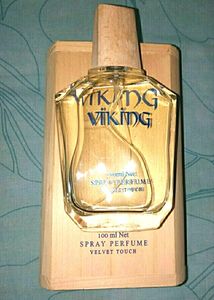 VIKING
VIKING
SPRAY PERFUME
100 ml Net
SPRAY PERFUME
VELVET TOUCH